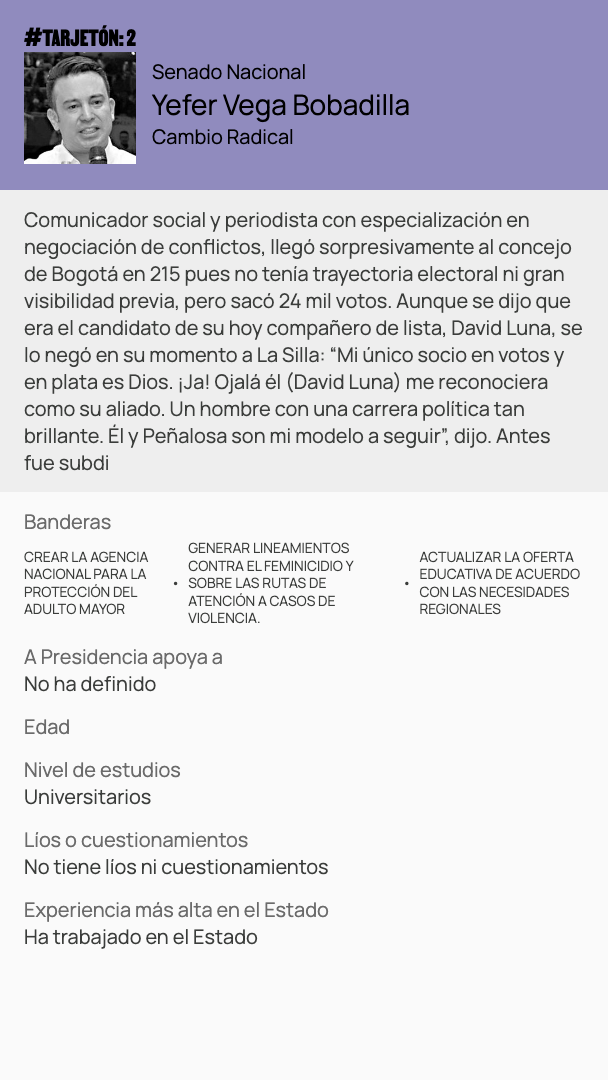 #TARJETÓN: 2
Senado Nacional
Yefer Vega Bobadilla
Cambio Radical
Comunicador social y periodista con especialización en
negociación de conflictos, llegó sorpresivamente al concejo
de Bogotá en 215 pues no tenía trayectoria electoral ni gran
visibilidad previa, pero sacó 24 mil votos. Aunque se dijo que
era el candidato de su hoy compañero de lista, David Luna, se
lo negó en su momento a La Silla: “Mi único socio en votos y
en plata es Dios. ¡Ja! Ojalá él (David Luna) me reconociera
como su aliado. Un hombre con una carrera política tan
brillante. Él y Peñalosa son mi modelo a seguir”, dijo. Antes
fue subdi
Banderas
CREAR LA AGENCIA
NACIONAL PARA LA
PROTECCIÓN DEL
ADULTO MAYOR
• GENERAR LINEAMIENTOS
CONTRA EL FEMINICIDIO Y
SOBRE LAS RUTAS DE
ATENCIÓN A CASOS DE
VIOLENCIA.
• ACTUALIZAR LA OFERTA
EDUCATIVA DE ACUERDO
CON LAS NECESIDADES
REGIONALES
A Presidencia apoya a
No ha definido
Edad
Nivel de estudios
Universitarios
Líos o cuestionamientos
No tiene líos ni cuestionamientos
Experiencia más alta en el Estado
Ha trabajado en el Estado